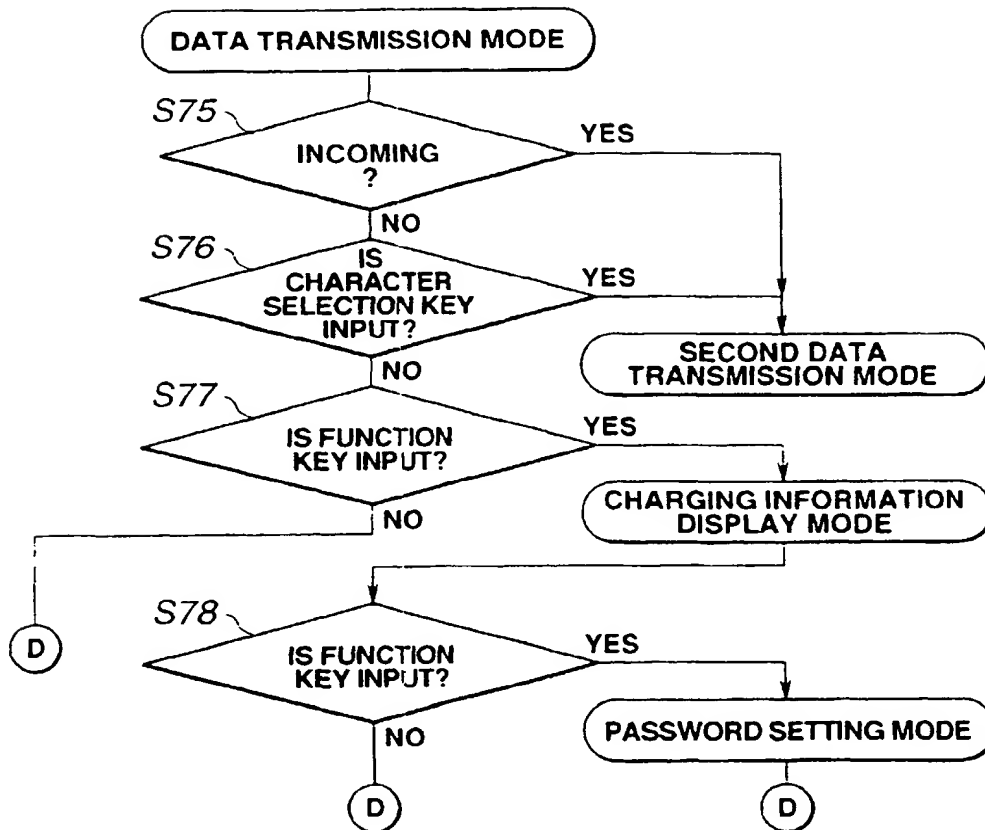 DATA TRANSMISSION MODE
S75
INCOMING
?
YES
NO
S76
IS
CHARACTER
SELECTION KEY
INPUT?
YES
SECOND DATA
TRANSMISSION MODE
NO
S77
IS FUNCTION
KEY INPUT?
YES
CHARGING INFORMATION
DISPLAY MODE
NO
D
S78
IS FUNCTION
KEY INPUT?
YES
PASSWORD SETTING MODE
NO
D
D